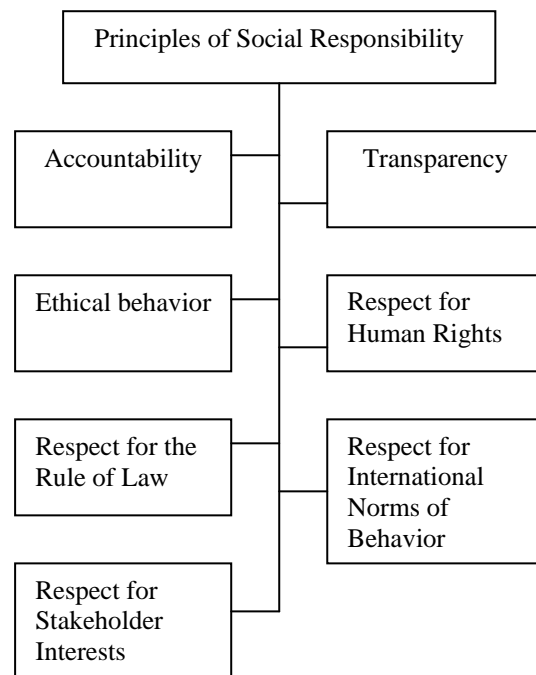 Principles of Social Responsibility
Accountability
Transparency
Ethical behavior
Respect for
Human Rights
Respect for the
Rule of Law
Respect for
International
Norms of
Behavior
Respect for
Stakeholder
Interests